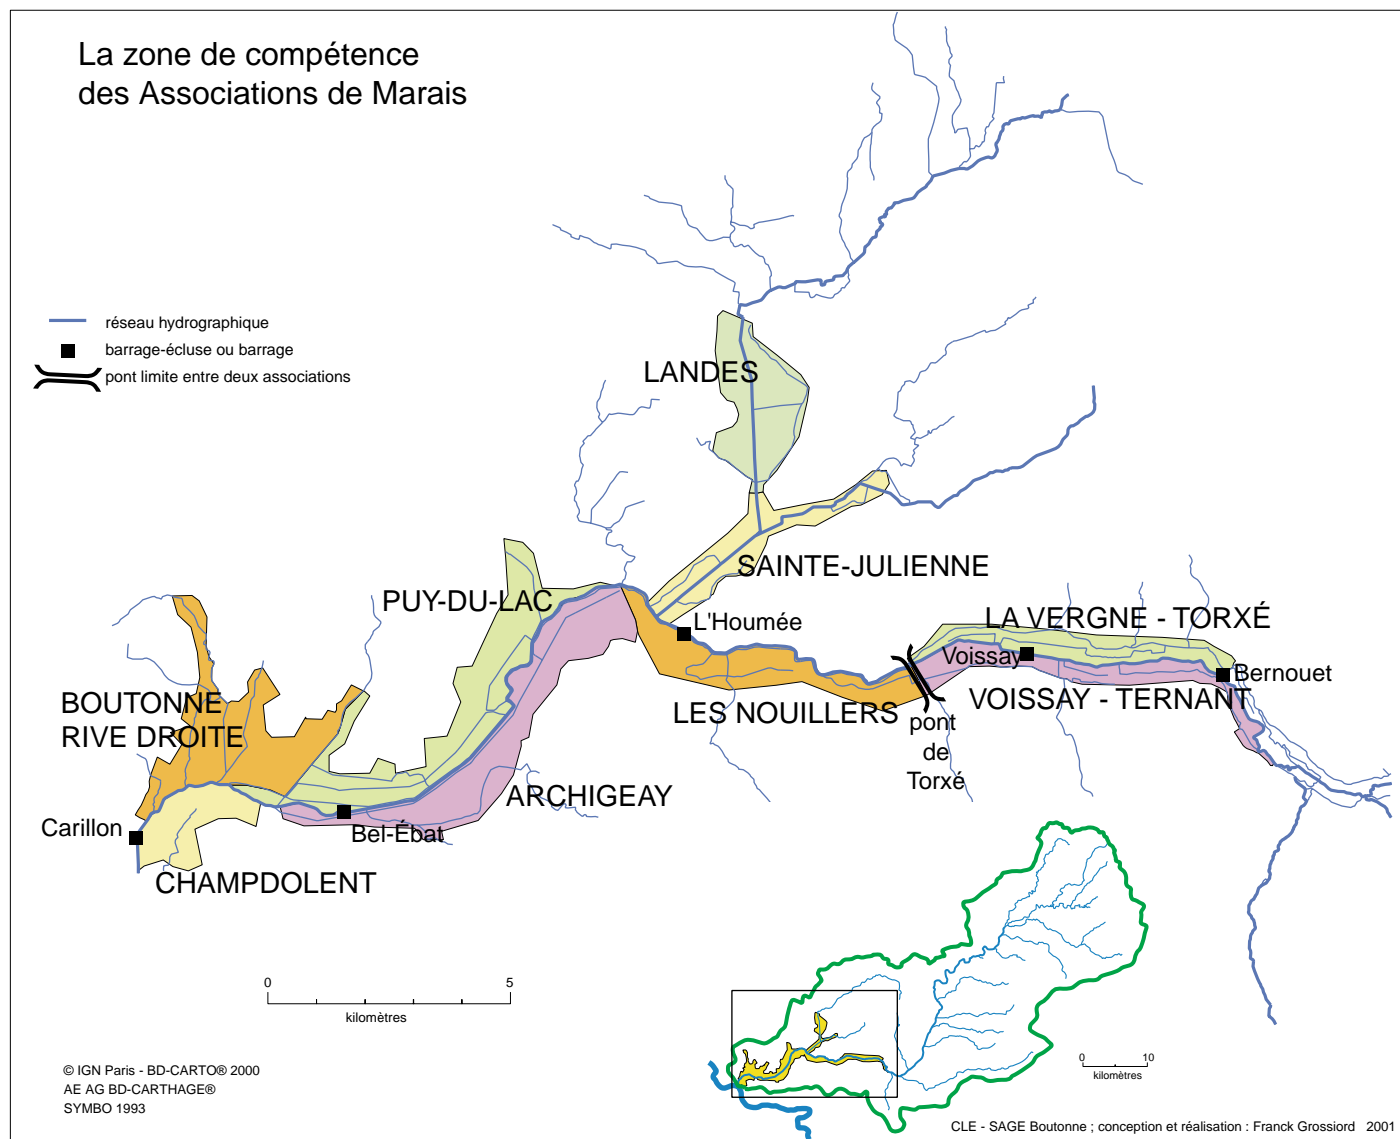 La zone de compétence
des Associations de Marais
réseau hydrographique
barrage-écluse ou barrage
pont limite entre deux associations
LANDES
SAINTE-JULIENNE
PUY-DU-LAC
L'Houmée
LA VERGNE - TORXÉ
Voissay
Bernouet
VOISSAY - TERNANT
BOUTONNE
RIVE DROITE
LES NOUILLERS
pont
de
Torxé
ARCHIGEAY
Carillon
Bel-Ébat
CHAMPDOLENT
0 5
kilomètres
0 10
kilomètres
© IGN Paris - BD-CARTO® 2000
AE AG BD-CARTHAGE®
SYMBO 1993
CLE - SAGE Boutonne ; conception et réalisation : Franck Grossiord 2001